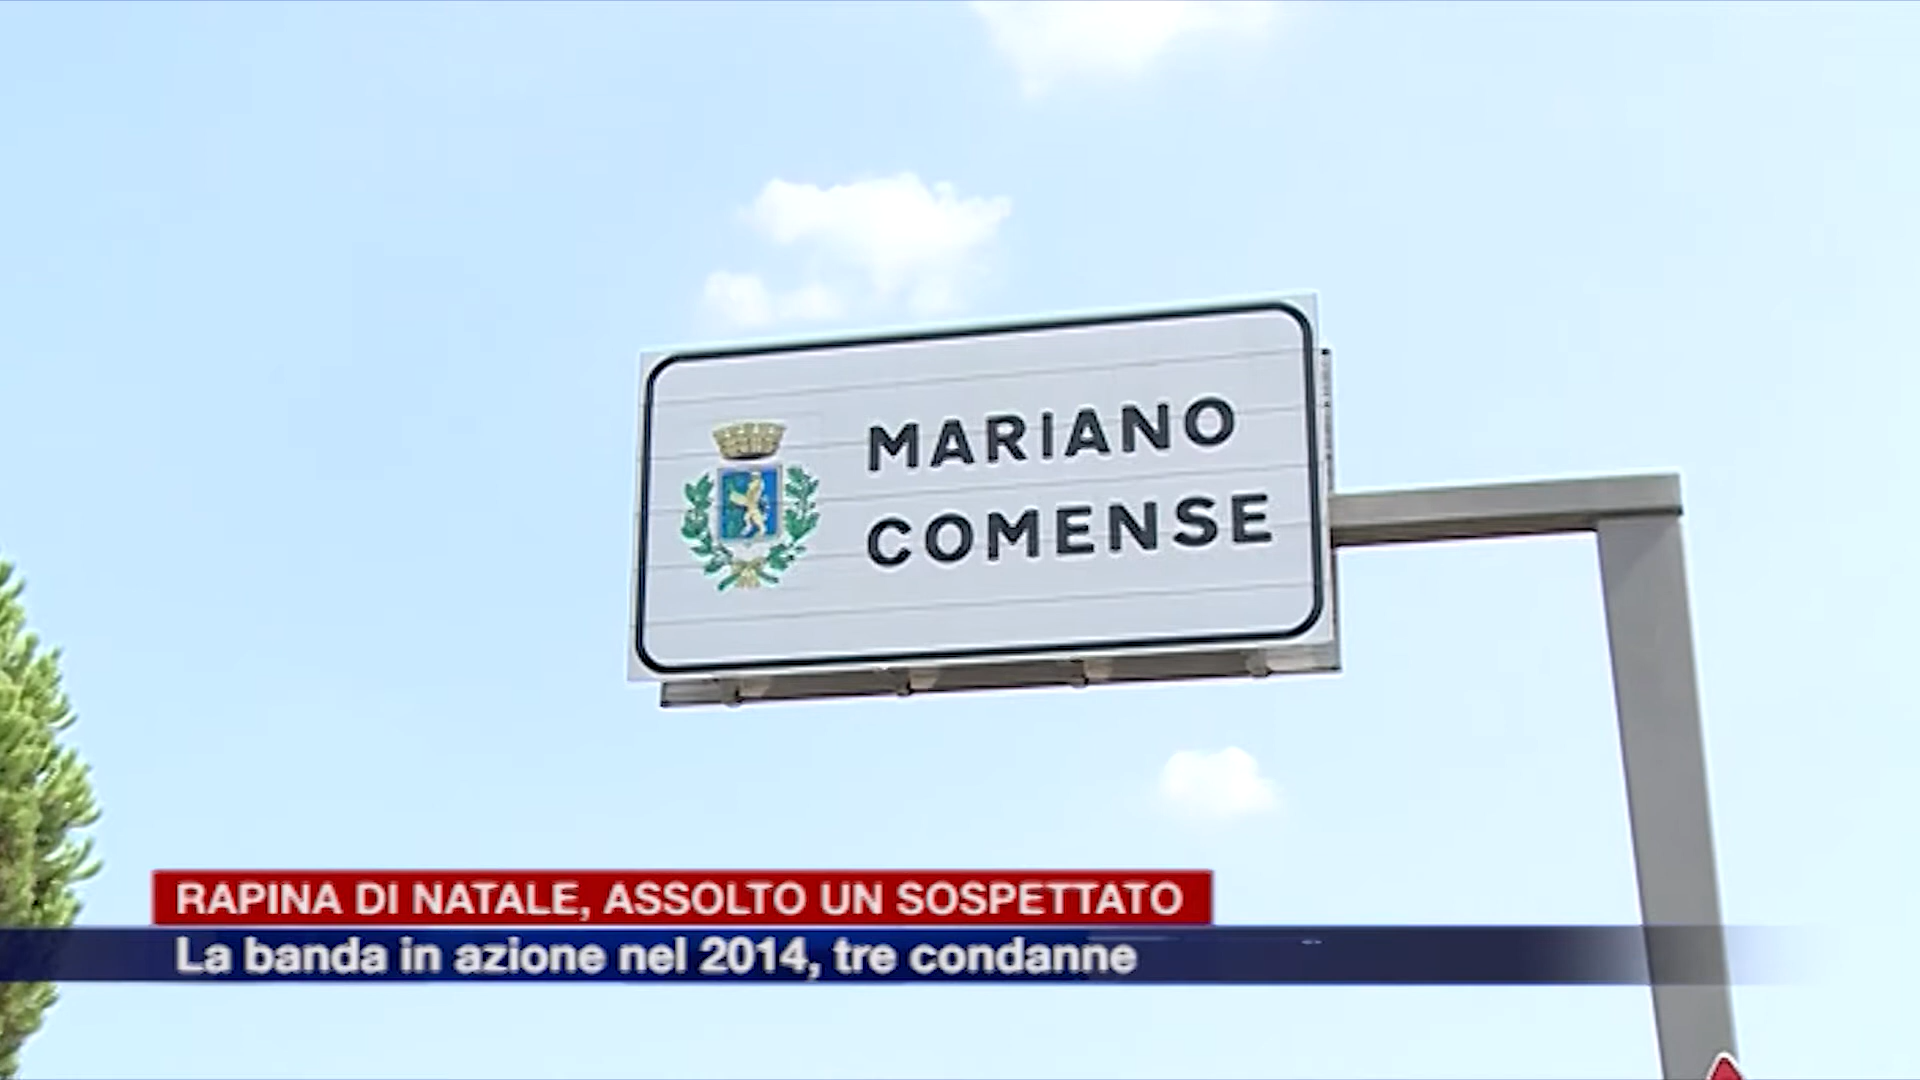 MARIANO
COMENSE
RAPINA DI NATALE, ASSOLTO UN SOSPETTATO
La banda in azione nel 2014, tre condanne